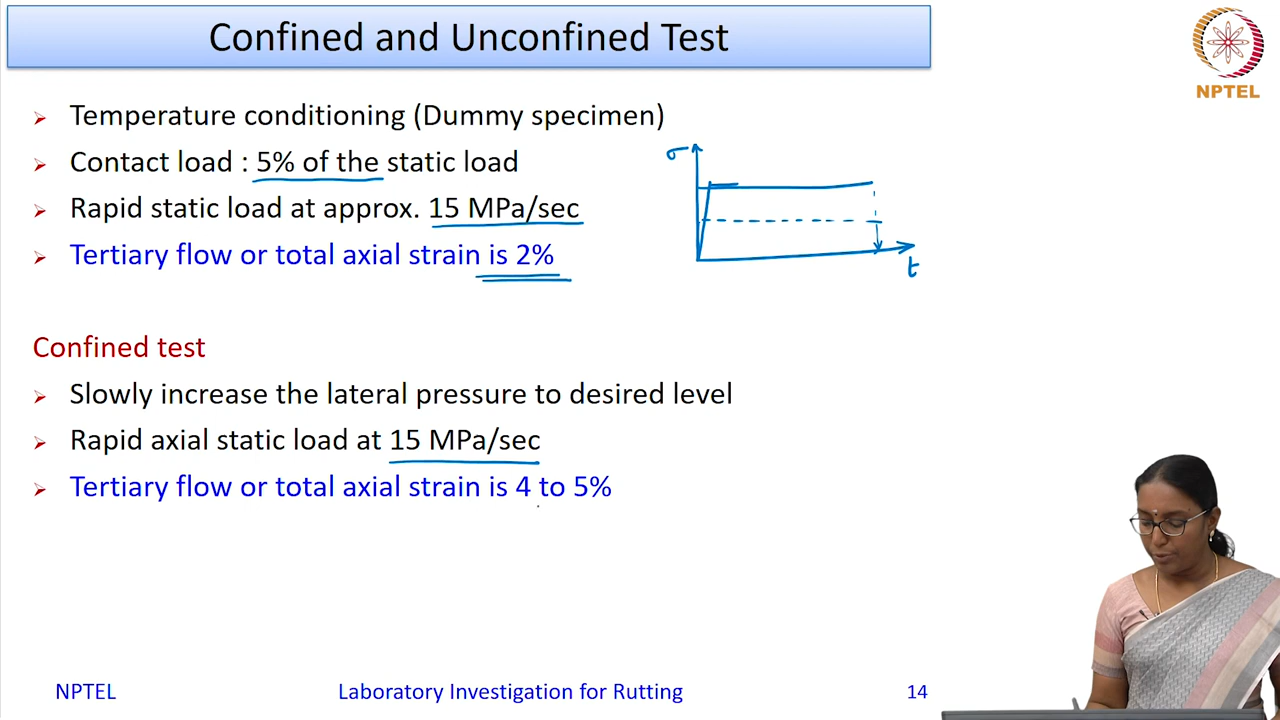 Confined and Unconfined Test
NPTEL
Temperature conditioning (Dummy specimen)
Contact load : 5% of the static load
Rapid static load at approx. 15 MPa/sec
Tertiary flow or total axial strain is 2%
σ
t
Confined test
Slowly increase the lateral pressure to desired level
Rapid axial static load at 15 MPa/sec
Tertiary flow or total axial strain is 4 to 5%
NPTEL Laboratory Investigation for Rutting 14